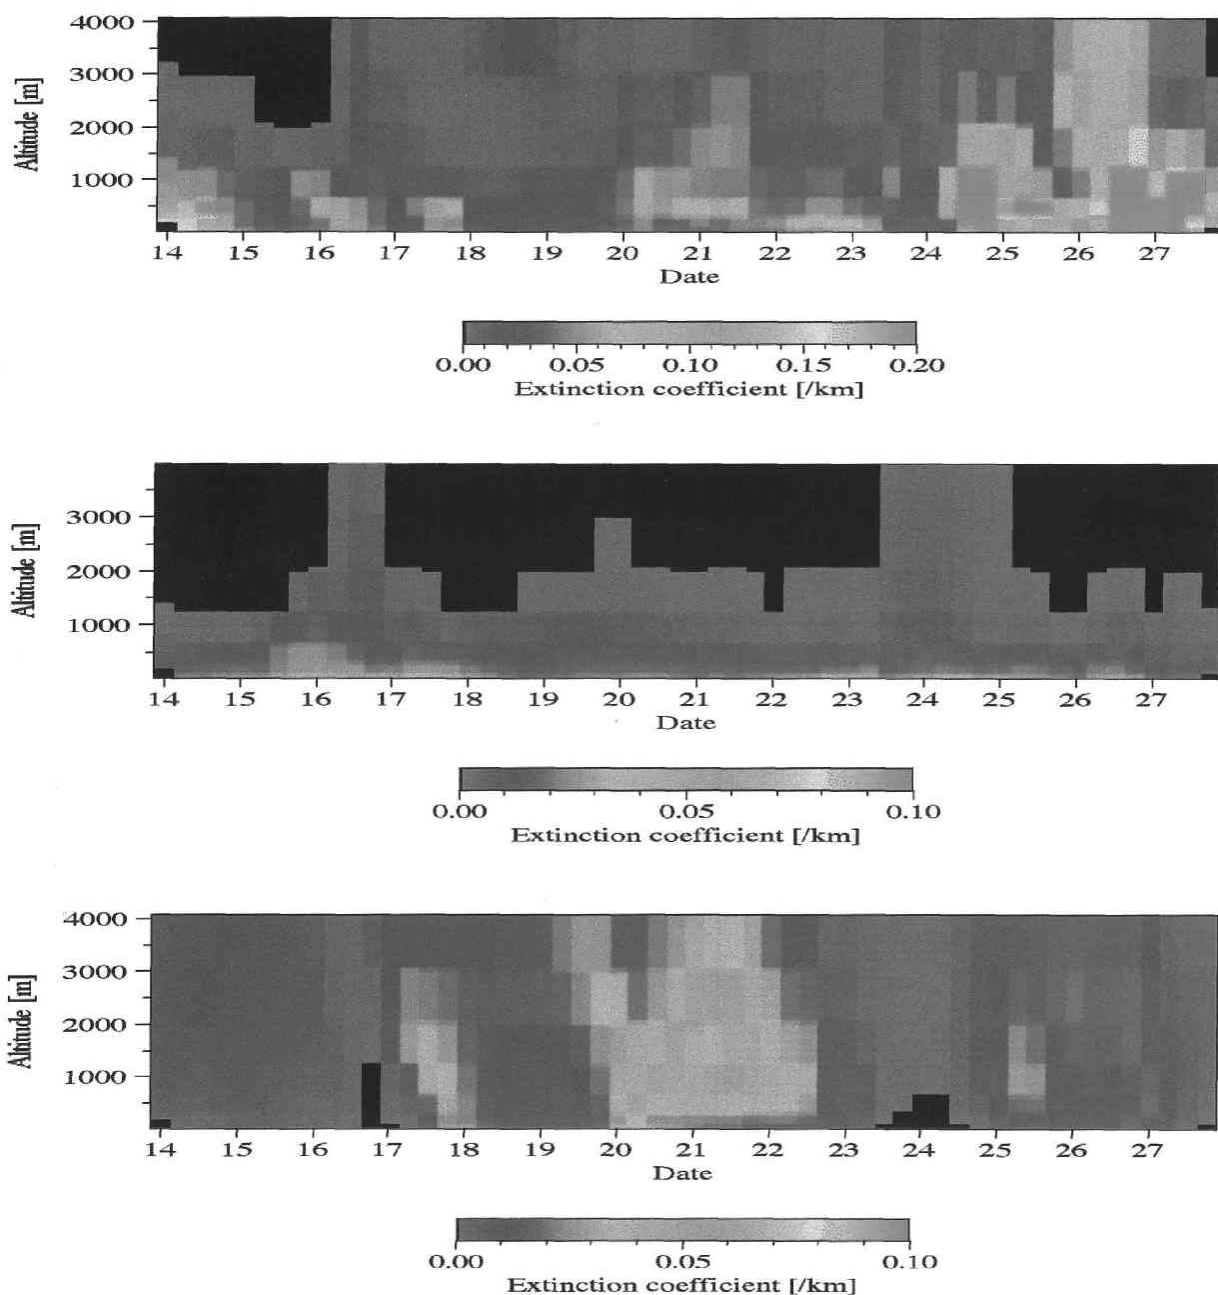 4000
3000
2000
1000
Altitude [m]
14 15 16 17 18 19 20 21 22 23 24 25 26 27
Date
0.00 0.05 0.10 0.15 0.20
Extinction coefficient [/km]
3000
2000
1000
Altitude [m]
14 15 16 17 18 19 20 21 22 23 24 25 26 27
Date
0.00 0.05 0.10
Extinction coefficient [/km]
4000
3000
2000
1000
Altitude [m]
14 15 16 17 18 19 20 21 22 23 24 25 26 27
Date
0.00 0.05 0.10
Extinction coefficient [/km]